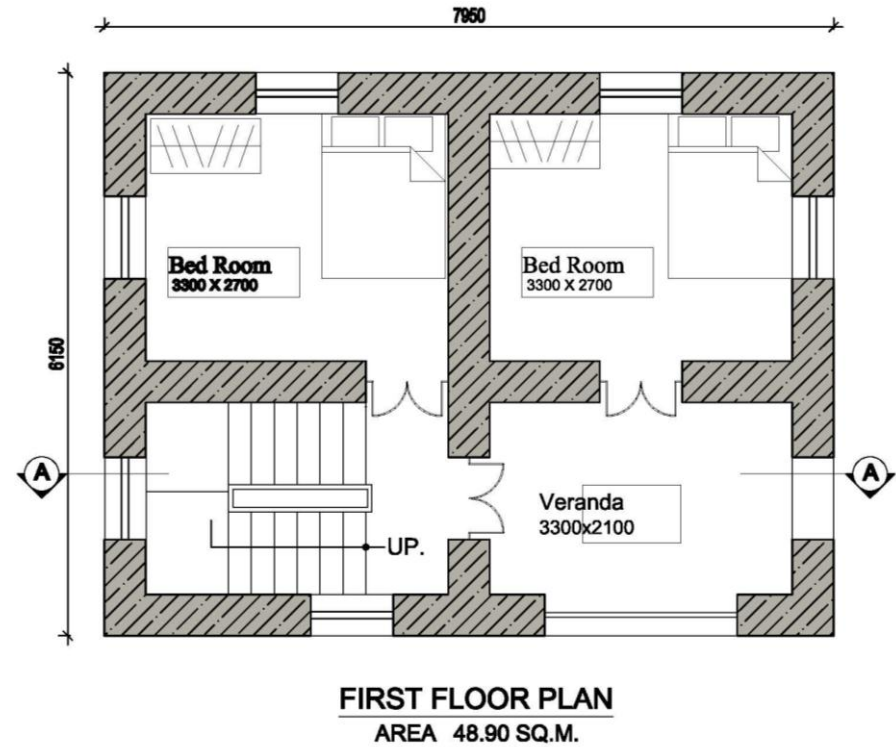 7950
6150
Bed Room
3300 X 2700
Bed Room
3300 X 2700
A
A
Veranda
3300x2100
UP.
FIRST FLOOR PLAN
AREA 48.90 SQ.M.